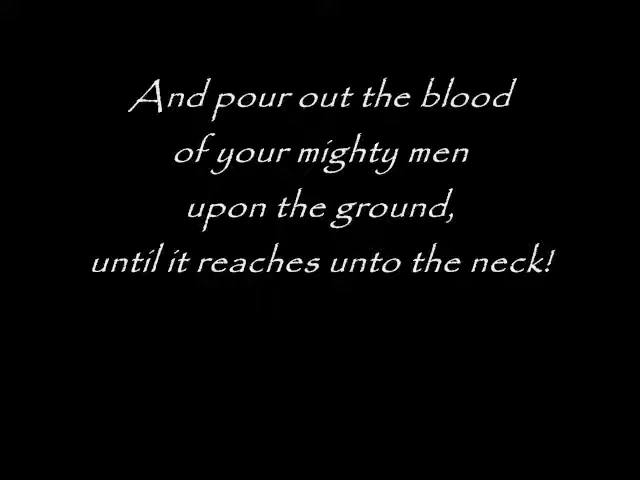 And pour out the blood
of your mighty men
upon the ground,
until it reaches unto the neck!